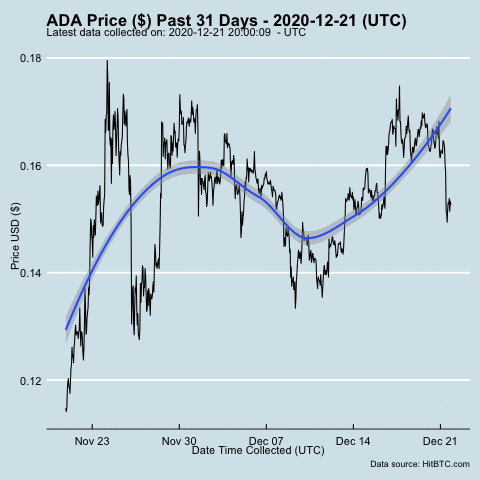 ADA Price ($) Past 31 Days - 2020-12-21 (UTC)
Latest data collected on: 2020-12-21 20:00:09 - UTC
0.18
0.16
0.14
0.12
Price USD ($)
Nov 23 Nov 30 Dec 07 Dec 14 Dec 21
Date Time Collected (UTC)
Data source: HitBTC.com